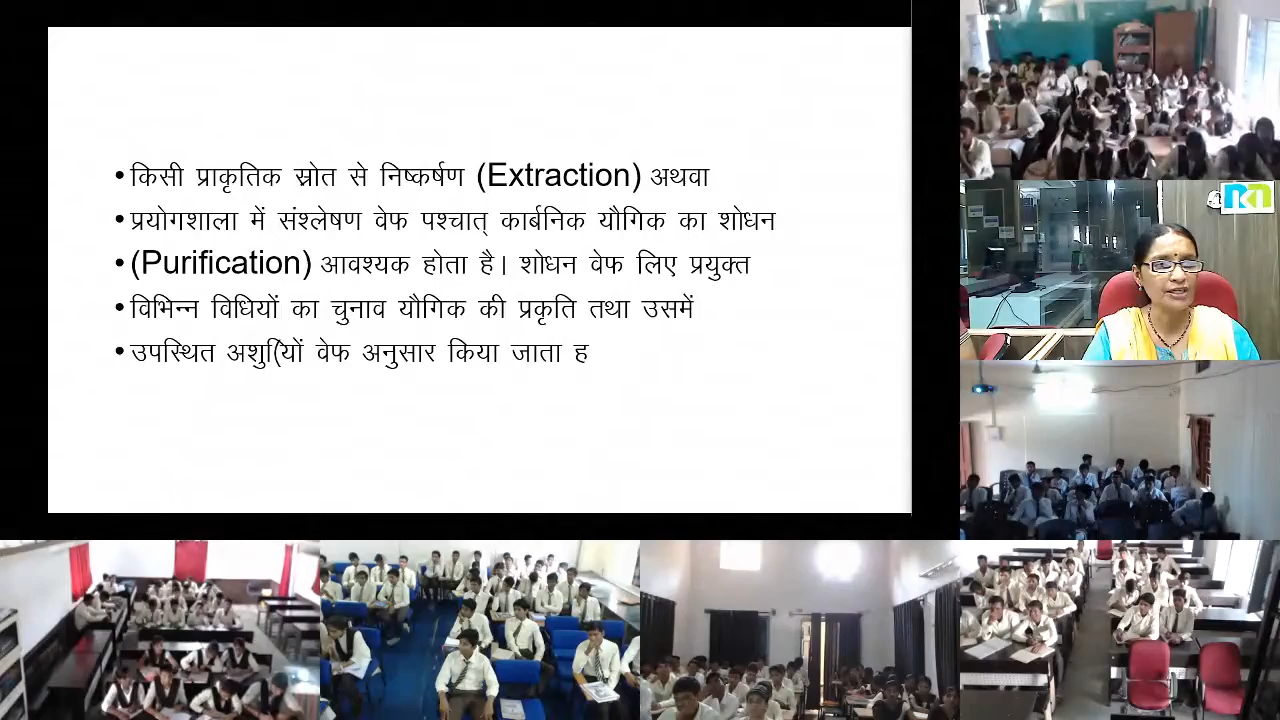 • किसी प्राकृतिक स्रोत से निष्कर्षण (Extraction) अथवा
• प्रयोगशाला में संश्लेषण वेफ पश्चात् कार्बनिक यौगिक का शोधन
• (Purification) आवश्यक होता है। शोधन वेफ लिए प्रयुक्त
• विभिन्न विधियों का चुनाव यौगिक की प्रकृति तथा उसमें
• उपस्थित वेफ अनुसार किया जाता ह